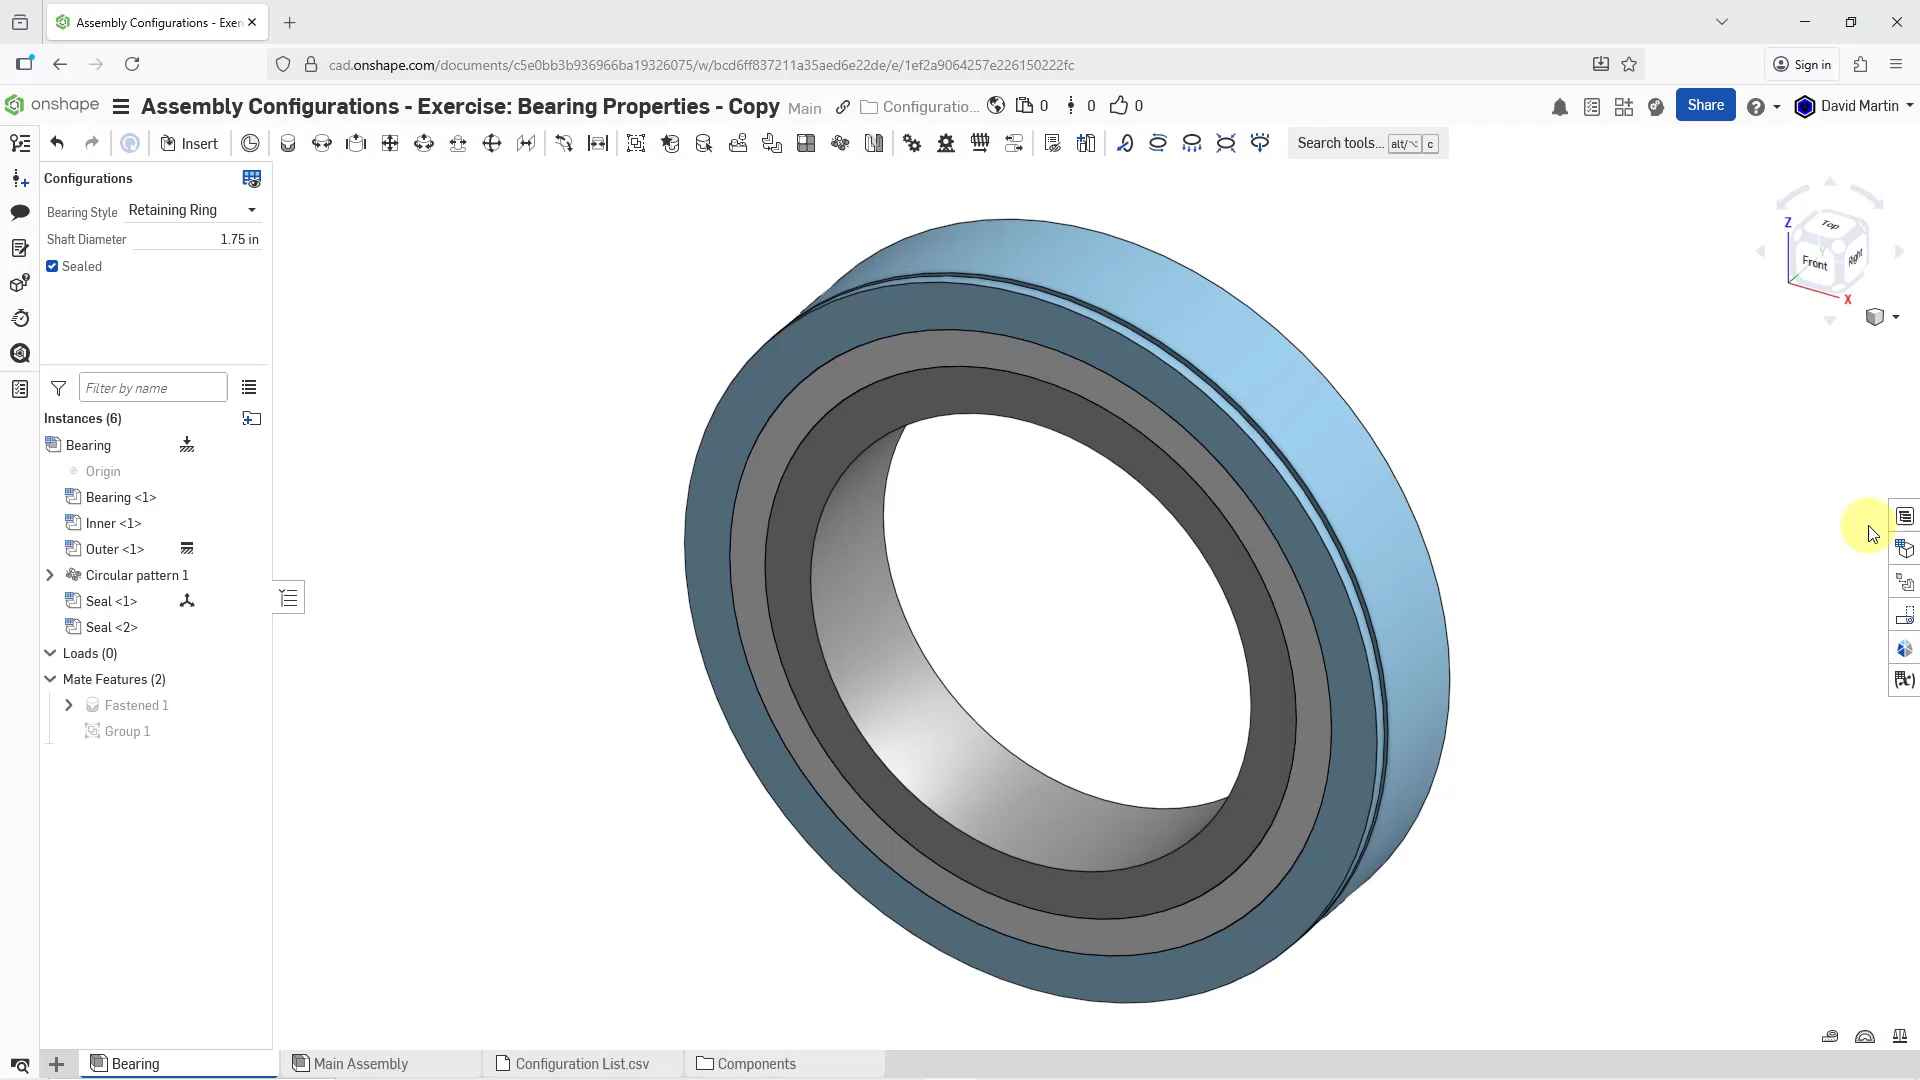 Assembly Configurations - Exer
cad.onshape.com/documents/c5e0bb3b936966ba19326075/w/bcd6ff837211a35aed6e22de/e/1ef2a9064257e226150222fc
Sign in
onshape
Assembly Configurations - Exercise: Bearing Properties - Copy Main
Configuratio... 0 0 0
Share
David Martin
Insert
Search tools... alt/⌥ c
Configurations
Bearing Style Retaining Ring
Shaft Diameter 1.75 in
Sealed
Filter by name
Instances (6)
Bearing
Origin
Bearing <1>
Inner <1>
Outer <1>
Circular pattern 1
Seal <1>
Seal <2>
Loads (0)
Mate Features (2)
Fastened 1
Group 1
Z
Top
Front
Right
X
Bearing
Main Assembly
Configuration List.csv
Components